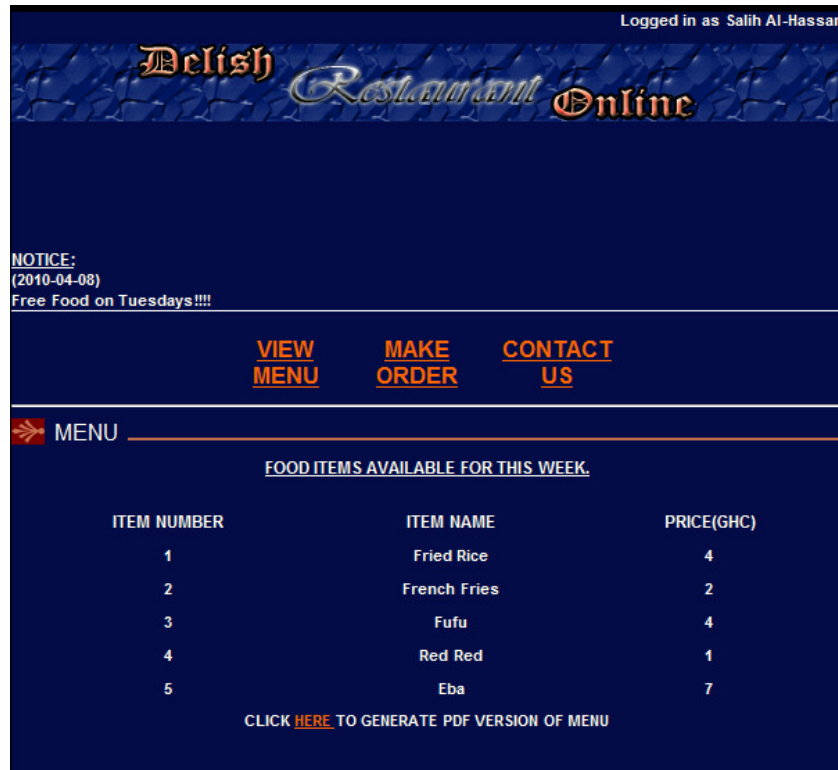 Logged in as Salih Al-Hassan
Delish Restaurant Online
NOTICE:
(2010-04-08)
Free Food on Tuesdays!!!!
VIEW MENU
MAKE ORDER
CONTACT US
MENU
FOOD ITEMS AVAILABLE FOR THIS WEEK.
ITEM NUMBER ITEM NAME PRICE(GHC)
1 Fried Rice 4
2 French Fries 2
3 Fufu 4
4 Red Red 1
5 Eba 7
CLICK HERE TO GENERATE PDF VERSION OF MENU